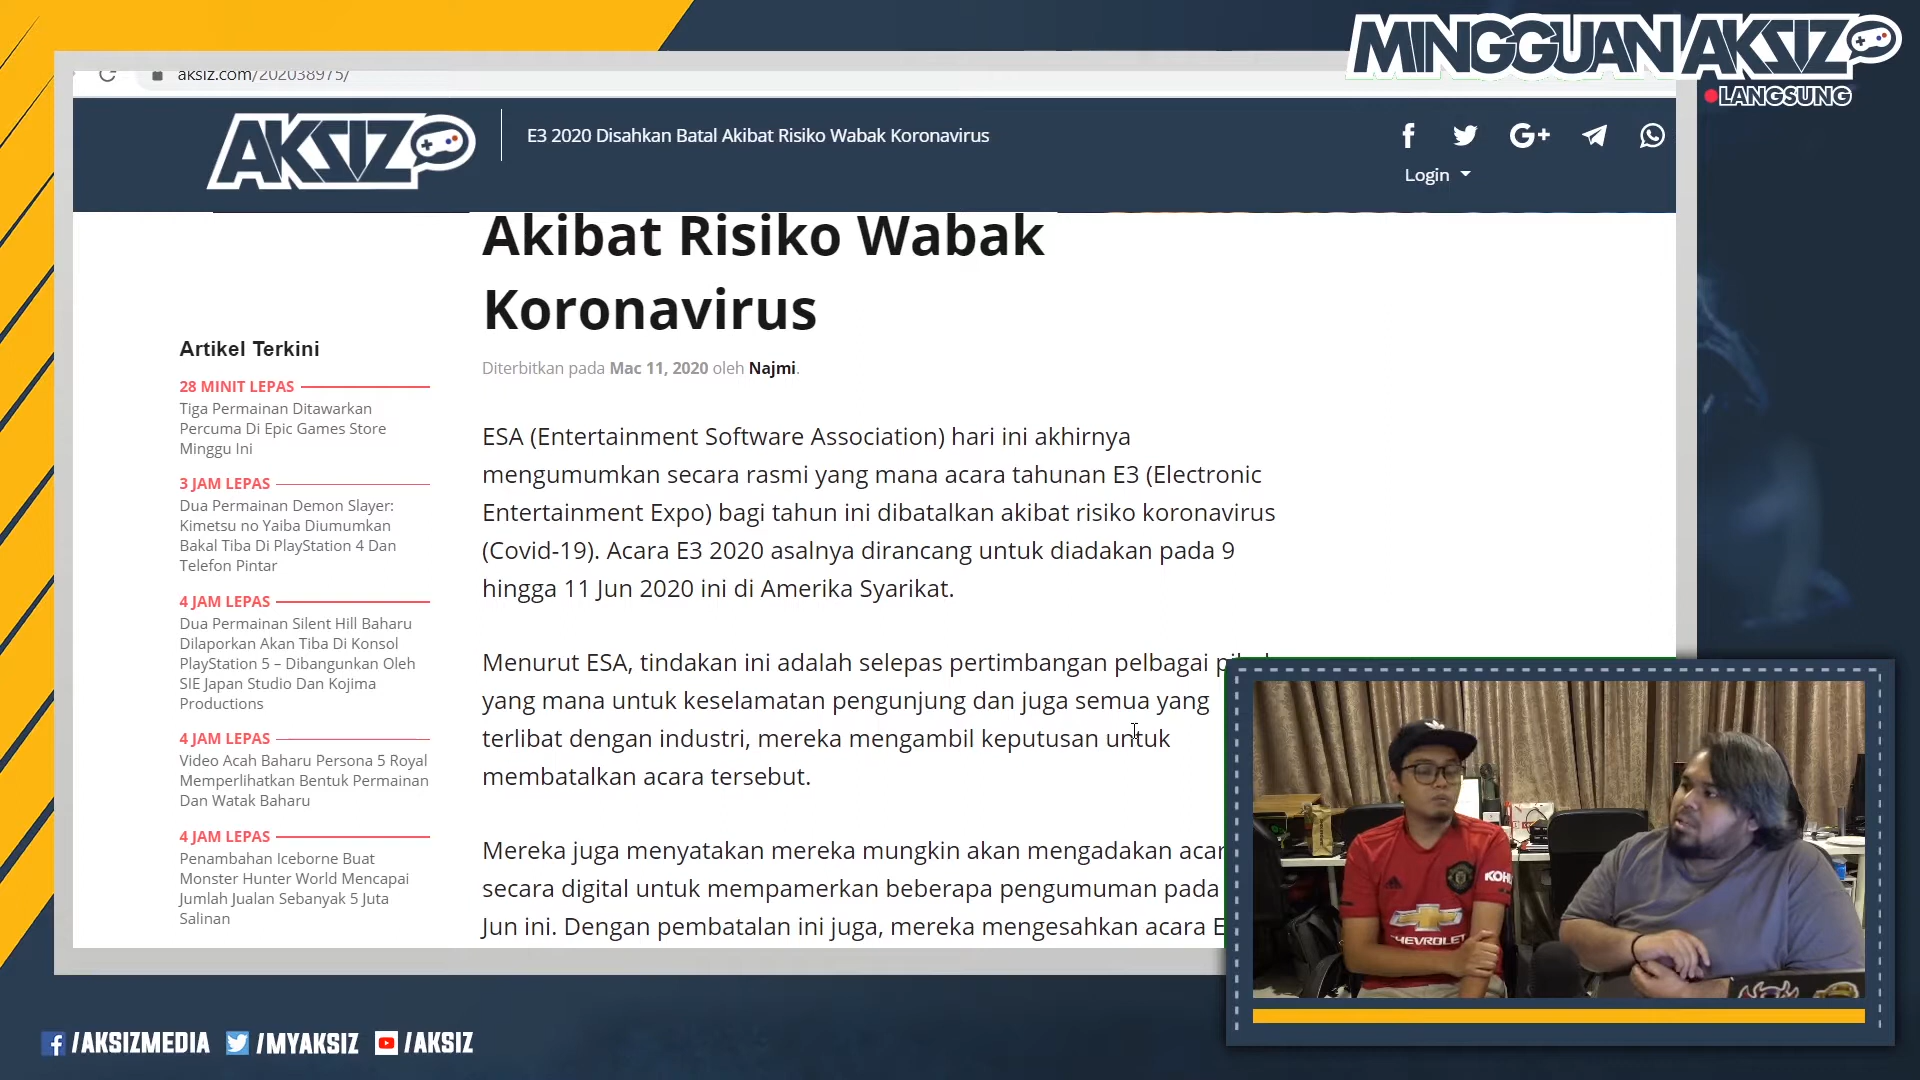 MINGGUAN AKSIZ
LANGSUNG
aksiz.com/202038975/
AKSIZ
E3 2020 Disahkan Batal Akibat Risiko Wabak Koronavirus
G+
Login
Akibat Risiko Wabak
Koronavirus
Diterbitkan pada Mac 11, 2020 oleh Najmi.
Artikel Terkini
28 MINIT LEPAS
Tiga Permainan Ditawarkan
Percuma Di Epic Games Store
Minggu Ini
3 JAM LEPAS
Dua Permainan Demon Slayer:
Kimetsu no Yaiba Diumumkan
Bakal Tiba Di PlayStation 4 Dan
Telefon Pintar
4 JAM LEPAS
Dua Permainan Silent Hill Baharu
Dilaporkan Akan Tiba Di Konsol
PlayStation 5 – Dibangunkan Oleh
SIE Japan Studio Dan Kojima
Productions
4 JAM LEPAS
Video Acah Baharu Persona 5 Royal
Memperlihatkan Bentuk Permainan
Dan Watak Baharu
4 JAM LEPAS
Penambahan Iceborne Buat
Monster Hunter World Mencapai
Jumlah Jualan Sebanyak 5 Juta
Salinan
ESA (Entertainment Software Association) hari ini akhirnya
mengumumkan secara rasmi yang mana acara tahunan E3 (Electronic
Entertainment Expo) bagi tahun ini dibatalkan akibat risiko koronavirus
(Covid-19). Acara E3 2020 asalnya dirancang untuk diadakan pada 9
hingga 11 Jun 2020 ini di Amerika Syarikat.
Menurut ESA, tindakan ini adalah selepas pertimbangan pelbagai
yang mana untuk keselamatan pengunjung dan juga semua yang
terlibat dengan industri, mereka mengambil keputusan untuk
membatalkan acara tersebut.
Mereka juga menyatakan mereka mungkin akan mengadakan
secara digital untuk mempamerkan beberapa pengumuman pada
Jun ini. Dengan pembatalan ini juga, mereka mengesahkan acara
KOHL
CHEVROLET
/AKSIZMEDIA
/MYAKSIZ
/AKSIZ